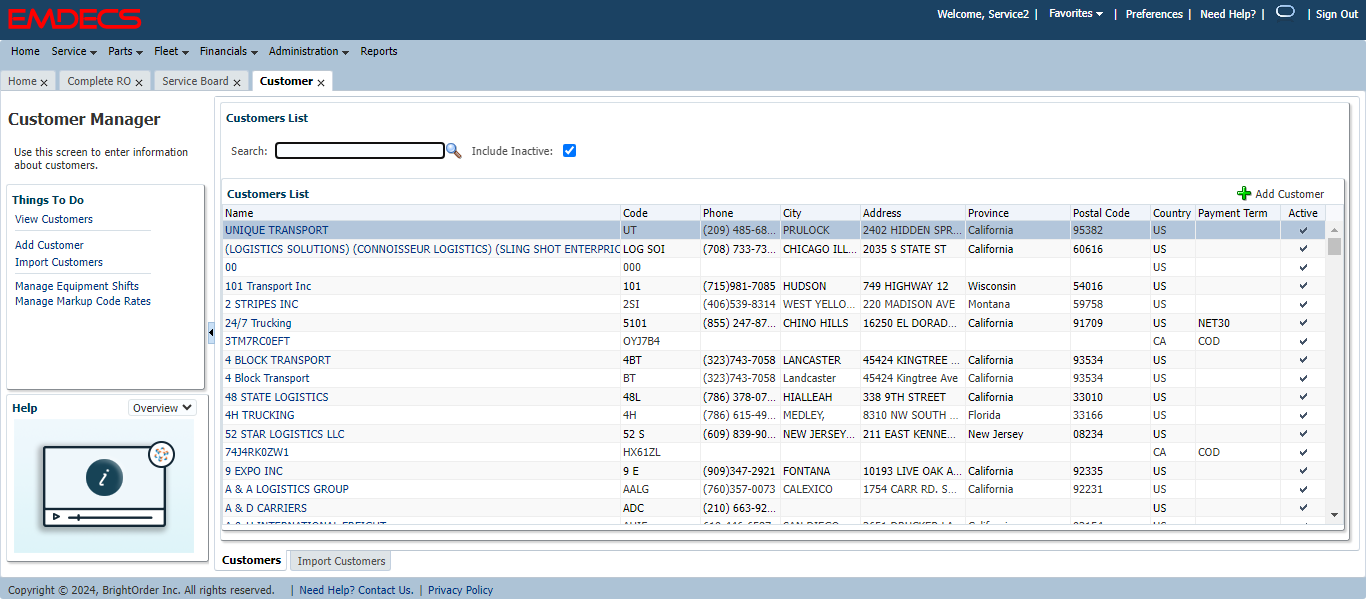 EMDECS
Welcome, Service2 | Favorites | Preferences | Need Help? | | Sign Out
Home Service Parts Fleet Financials Administration Reports
Home x Complete RO x Service Board x Customer x
Customer Manager
Use this screen to enter information
about customers.
Things To Do
View Customers
Add Customer
Import Customers
Manage Equipment Shifts
Manage Markup Code Rates
Help Overview
i
Customers List
Search: Include Inactive:
Customers List Add Customer
Name Code Phone City Address Province Postal Code Country Payment Term Active
UNIQUE TRANSPORT UT (209) 485-68... PRULOCK 2402 HIDDEN SPR... California 95382 US
(LOGISTICS SOLUTIONS) (CONNOISSEUR LOGISTICS) (SLING SHOT ENTERPRIC LOG SOI (708) 733-73... CHICAGO ILL... 2035 S STATE ST California 60616 US
00 000 US
101 Transport Inc 101 (715)981-7085 HUDSON 749 HIGHWAY 12 Wisconsin 54016 US
2 STRIPES INC 2SI (406)539-8314 WEST YELLO... 220 MADISON AVE Montana 59758 US
24/7 Trucking 5101 (855) 247-87... CHINO HILLS 16250 EL DORAD... California 91709 US NET30
3TM7RC0EFT OYJ7B4 CA COD
4 BLOCK TRANSPORT 4BT (323)743-7058 LANCASTER 45424 KINGTREE ... California 93534 US
4 Block Transport BT (323)743-7058 Landcaster 45424 Kingtree Ave California 93534 US
48 STATE LOGISTICS 48L (786) 378-07... HIALLEAH 338 9TH STREET California 33010 US
4H TRUCKING 4H (786) 615-49... MEDLEY, 8310 NW SOUTH ... Florida 33166 US
52 STAR LOGISTICS LLC 52 S (609) 839-90... NEW JERSEY... 211 EAST KENNE... New Jersey 08234 US
74J4RK0ZW1 HX61ZL CA COD
9 EXPO INC 9 E (909)347-2921 FONTANA 10193 LIVE OAK A... California 92335 US
A & A LOGISTICS GROUP AALG (760)357-0073 CALEXICO 1754 CARR RD. S... California 92231 US
A & D CARRIERS ADC (210) 663-92... US
Customers Import Customers
Copyright © 2024, BrightOrder Inc. All rights reserved. | Need Help? Contact Us. | Privacy Policy